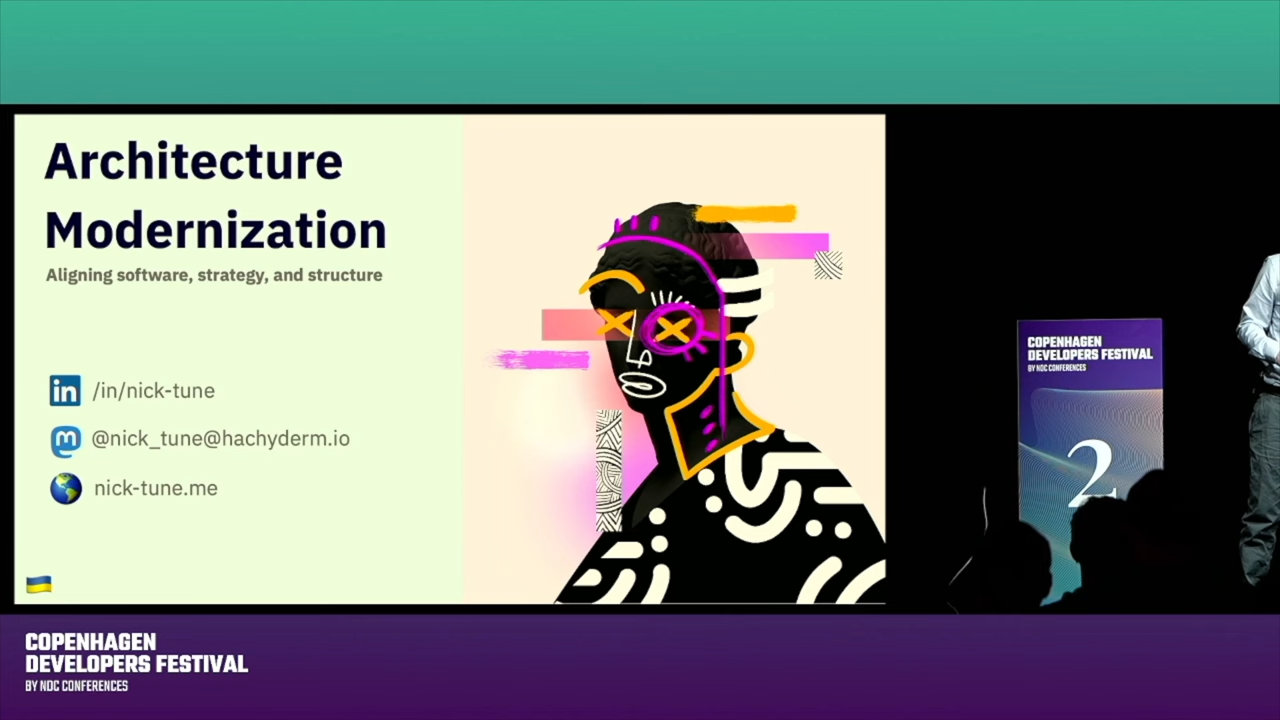 Architecture
Modernization
Aligning software, strategy, and structure
in /in/nick-tune
@nick_tune@hachyderm.io
nick-tune.me
COPENHAGEN
DEVELOPERS FESTIVAL
BY NDC CONFERENCES
2
COPENHAGEN
DEVELOPERS FESTIVAL
BY NDC CONFERENCES